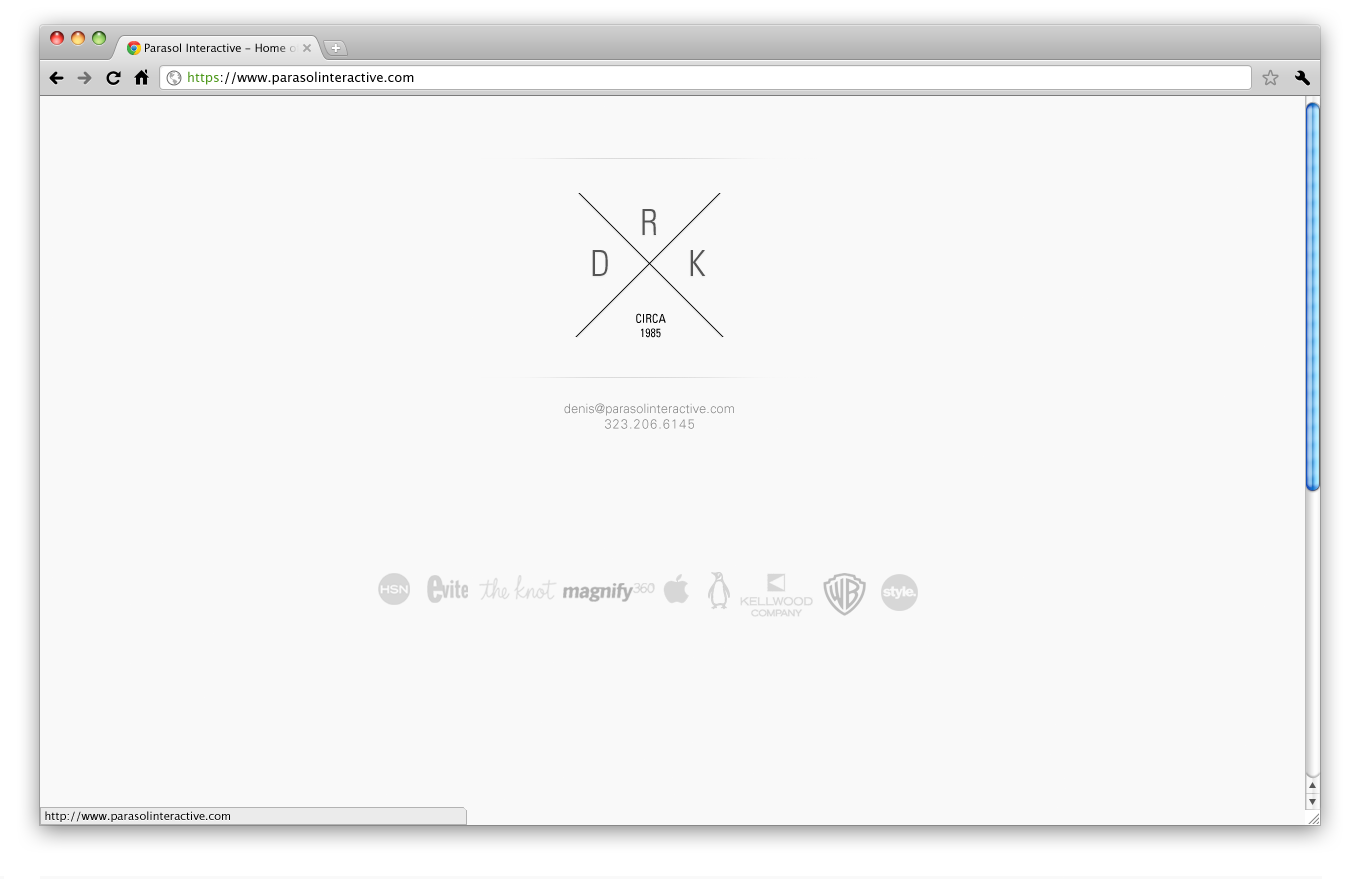 Parasol Interactive – Home o
https://www.parasolinteractive.com
R
D K
CIRCA
1985
denis@parasolinteractive.com
323.206.6145
HSN evite the knot magnify360 KELLWOOD COMPANY WB style.
http://www.parasolinteractive.com